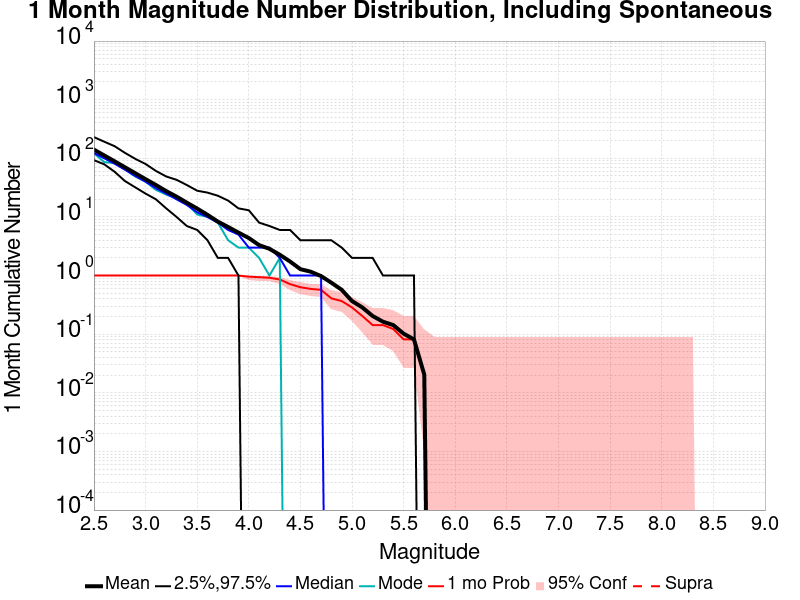 1 Month Magnitude Number Distribution, Including Spontaneous
1 Month Cumulative Number
10^4
10^3
10^2
10^1
10^0
10^-1
10^-2
10^-3
10^-4
2.5 3.0 3.5 4.0 4.5 5.0 5.5 6.0 6.5 7.0 7.5 8.0 8.5 9.0
Magnitude
Mean 2.5%,97.5% Median Mode 1 mo Prob 95% Conf Supra